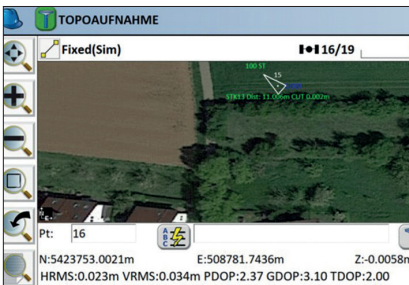 TOPOAUFNAHME
Fixed(Sim)
16/19
100 ST
15
STK13 Dist: 11.006m CUT 0.002m
Pt: 16
A B C
N:5423753.0021m E:508781.7436m Z:-0.0058m
HRMS:0.023m VRMS:0.034m PDOP:2.37 GDOP:3.10 TDOP:2.00